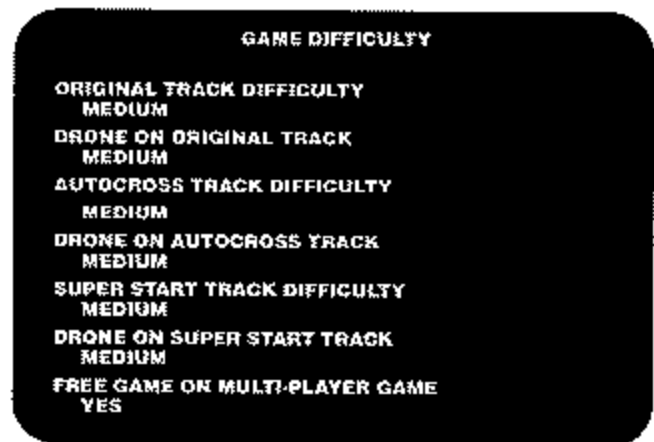 GAME DIFFICULTY
ORIGINAL TRACK DIFFICULTY
MEDIUM
DRONE ON ORIGINAL TRACK
MEDIUM
AUTOCROSS TRACK DIFFICULTY
MEDIUM
DRONE ON AUTOCROSS TRACK
MEDIUM
SUPER START TRACK DIFFICULTY
MEDIUM
DRONE ON SUPER START TRACK
MEDIUM
FREE GAME ON MULTI-PLAYER GAME
YES